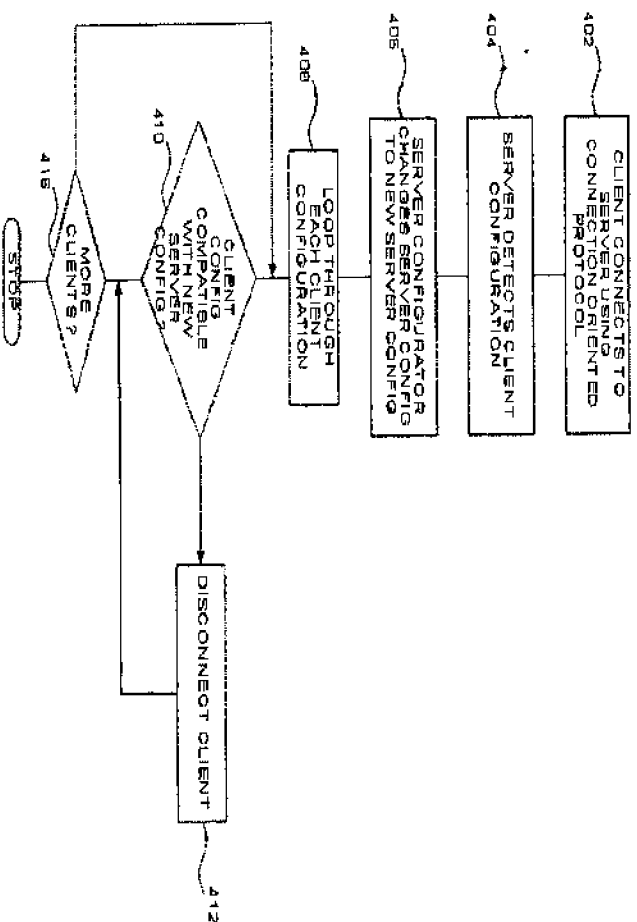 402
CLIENT CONNECTS TO
SERVER USING
CONNECTION ORIENTED
PROTOCOL
404
SERVER DETECTS CLIENT
CONFIGURATION
406
SERVER CONFIGURATOR
CHANGES SERVER CONFIG
TO NEW SERVER CONFIG
408
LOOP THROUGH
EACH CLIENT
CONFIGURATION
410
CLIENT
CONFIG
COMPATIBLE
WITH NEW
SERVER
CONFIG?
DISCONNECT CLIENT
412
416
MORE
CLIENTS?
STOP